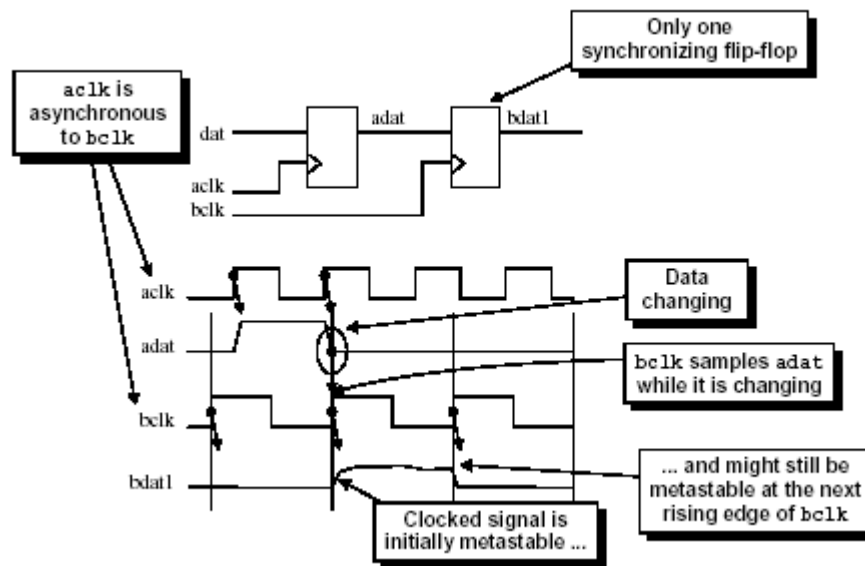 Only one
synchronizing flip-flop
aclk is
asynchronous
to bclk
dat
adat
bdat1
aclk
bclk
aclk
Data
changing
adat
bclk samples adat
while it is changing
bclk
... and might still be
metastable at the next
rising edge of bclk
bdat1
Clocked signal is
initially metastable ...